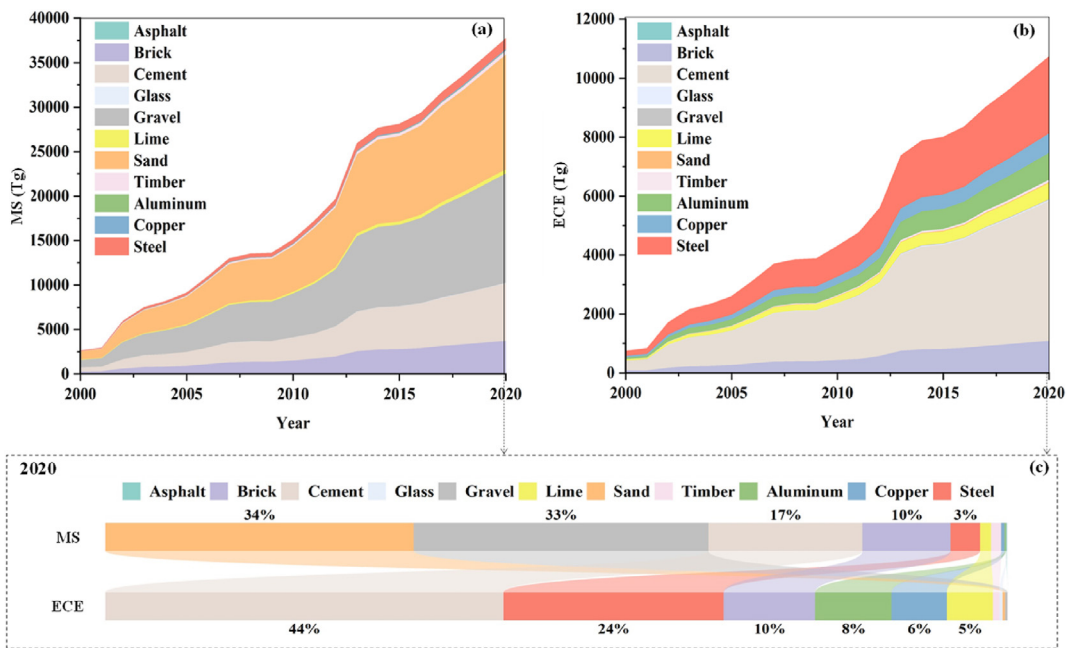 (a)
40000
35000
30000
25000
20000
15000
10000
5000
0
MS (Tg)
Asphalt
Brick
Cement
Glass
Gravel
Lime
Sand
Timber
Aluminum
Copper
Steel
2000 2005 2010 2015 2020
Year
(b)
12000
10000
8000
6000
4000
2000
0
ECE (Tg)
Asphalt
Brick
Cement
Glass
Gravel
Lime
Sand
Timber
Aluminum
Copper
Steel
2000 2005 2010 2015 2020
Year
2020 (c)
Asphalt Brick Cement Glass Gravel Lime Sand Timber Aluminum Copper Steel
34% 33% 17% 10% 3%
MS
ECE
44% 24% 10% 8% 6% 5%